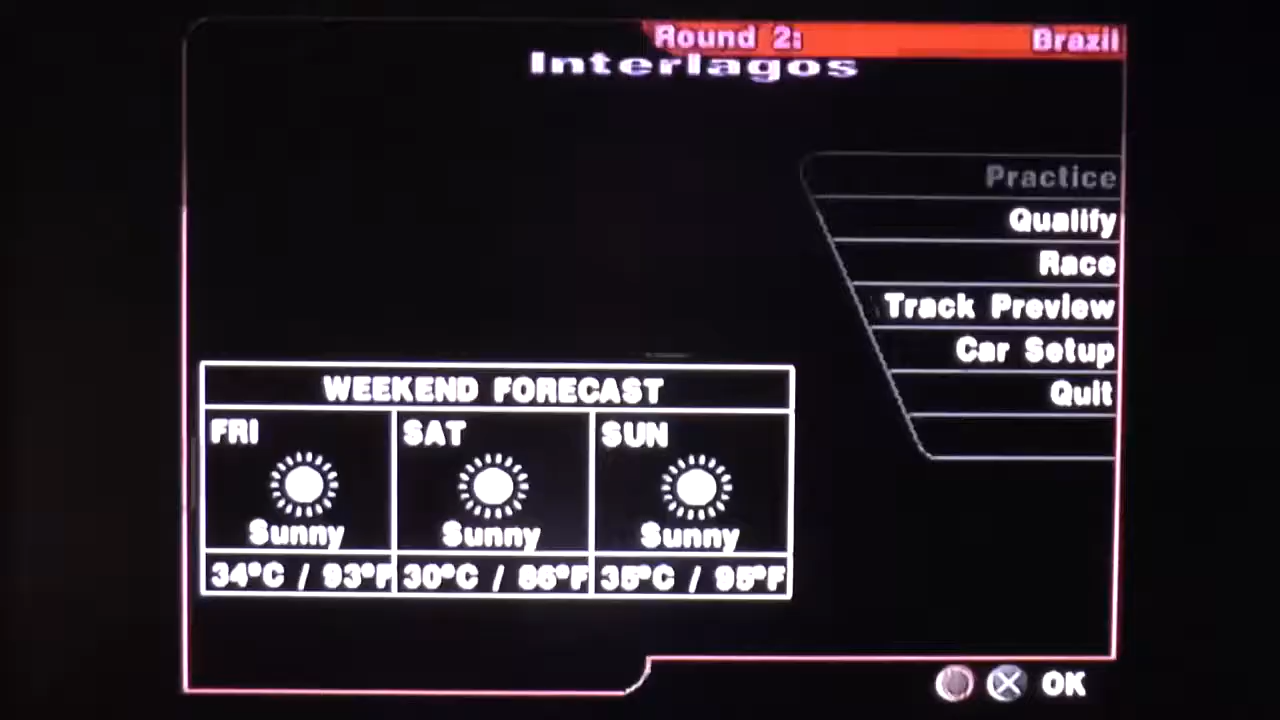 Round 2: Brazil
Interlagos
Practice
Qualify
Race
Track Preview
Car Setup
Quit
WEEKEND FORECAST
FRI SAT SUN
Sunny Sunny Sunny
34°C / 93°F 30°C / 86°F 35°C / 95°F
OK